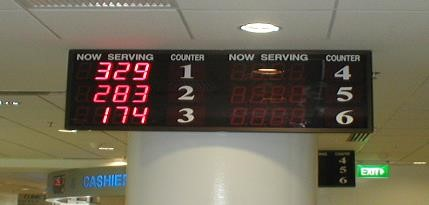 NOW SERVING COUNTER NOW SERVING COUNTER
329 1 4
283 2 5
174 3 6
COUNTER
4
5
6
EXIT
CASHIER